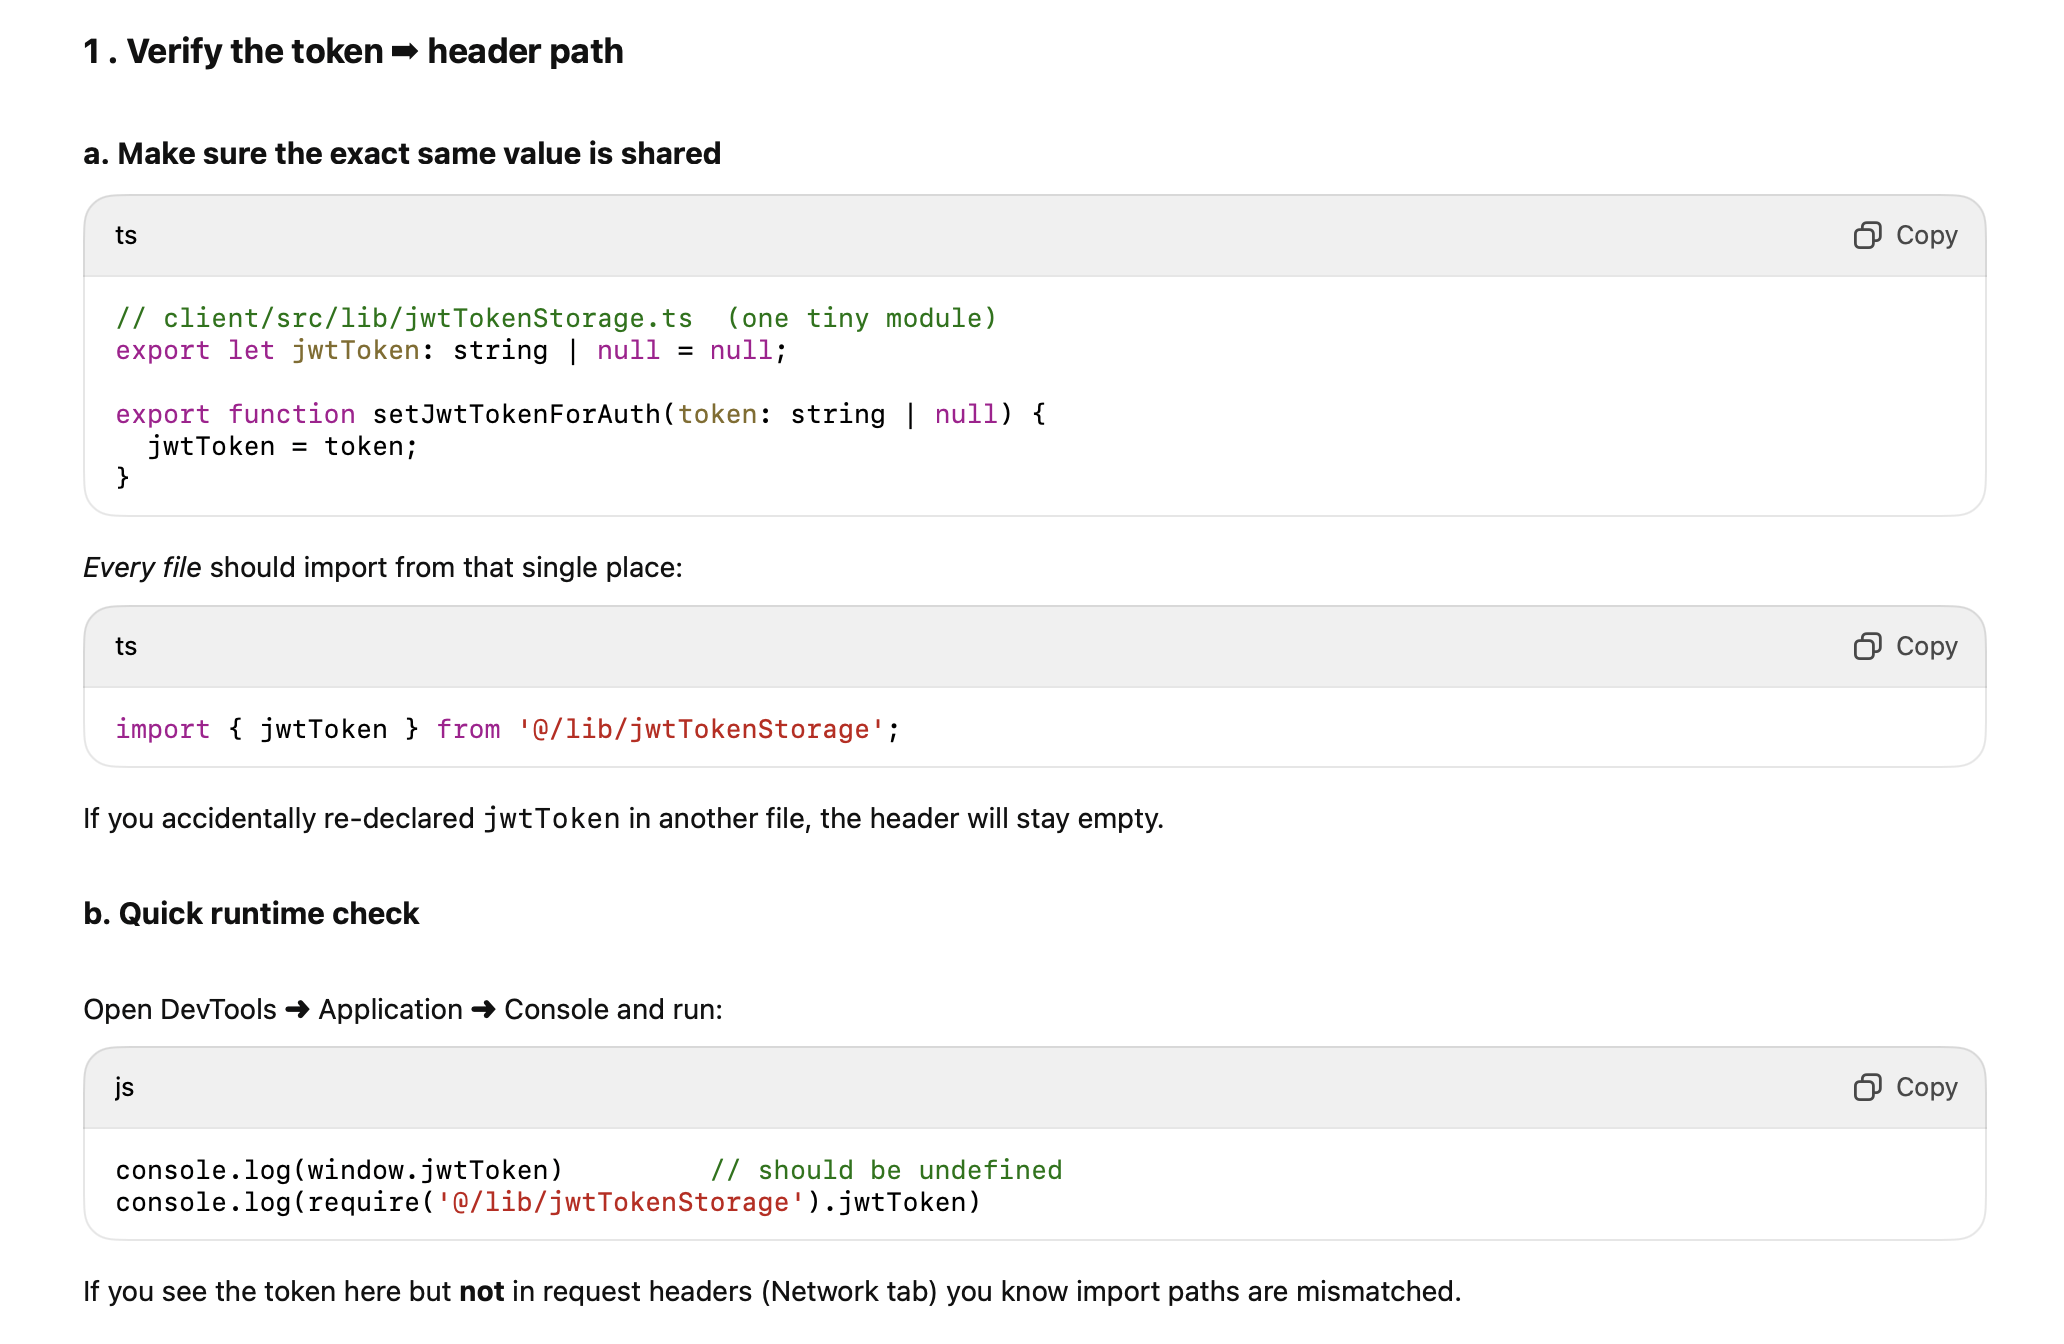 1. Verify the token ➡ header path
a. Make sure the exact same value is shared
ts
Copy
// client/src/lib/jwtTokenStorage.ts  (one tiny module)
export let jwtToken: string | null = null;
export function setJwtTokenForAuth(token: string | null) {
  jwtToken = token;
}
Every file should import from that single place:
ts
Copy
import { jwtToken } from '@/lib/jwtTokenStorage';
If you accidentally re-declared jwtToken in another file, the header will stay empty.
b. Quick runtime check
Open DevTools ➜ Application ➜ Console and run:
js
Copy
console.log(window.jwtToken)         // should be undefined
console.log(require('@/lib/jwtTokenStorage').jwtToken)
If you see the token here but not in request headers (Network tab) you know import paths are mismatched.